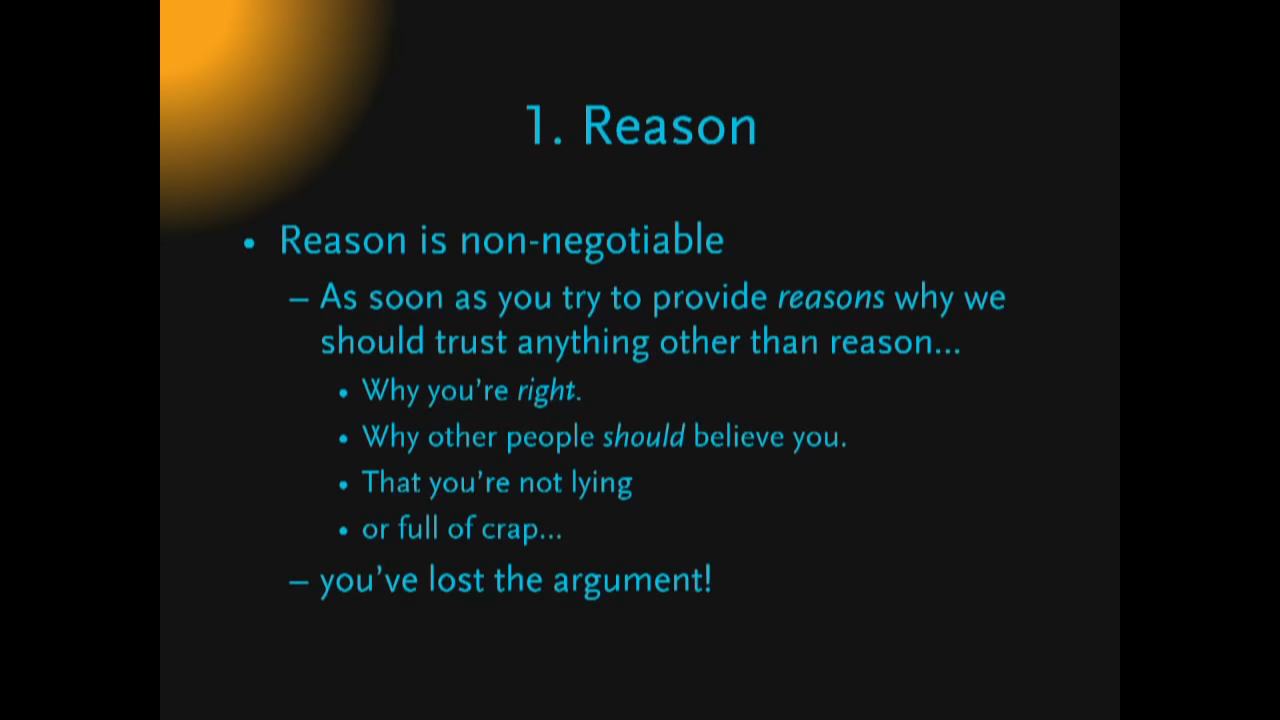 1. Reason
• Reason is non-negotiable
– As soon as you try to provide reasons why we
should trust anything other than reason...
• Why you're right.
• Why other people should believe you.
• That you're not lying
• or full of crap...
– you've lost the argument!